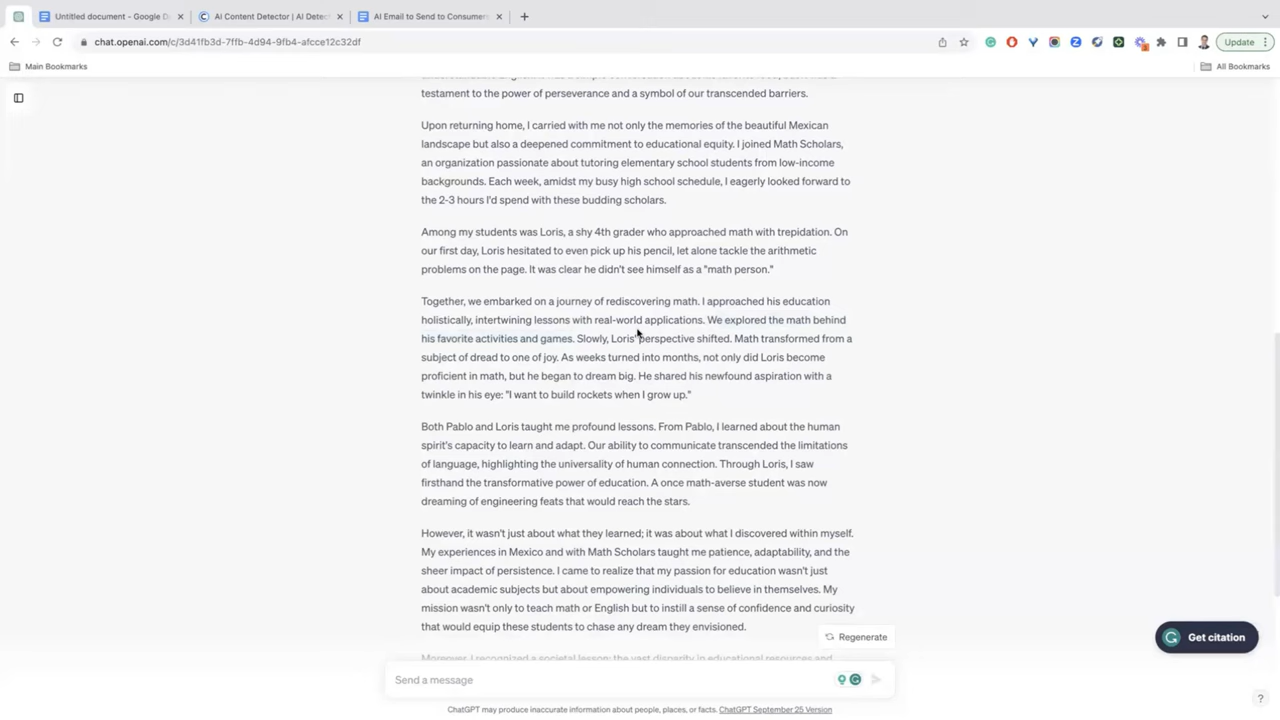 Untitled document - Google D
AI Content Detector | AI Detec
AI Email to Send to Consumers
chat.openai.com/c/3d41fb3d-7ffb-4d94-9fb4-afcce12c32df
Update
Main Bookmarks
All Bookmarks
testament to the power of perseverance and a symbol of our transcended barriers.
Upon returning home, I carried with me not only the memories of the beautiful Mexican
landscape but also a deepened commitment to educational equity. I joined Math Scholars,
an organization passionate about tutoring elementary school students from low-income
backgrounds. Each week, amidst my busy high school schedule, I eagerly looked forward to
the 2-3 hours I'd spend with these budding scholars.
Among my students was Loris, a shy 4th grader who approached math with trepidation. On
our first day, Loris hesitated to even pick up his pencil, let alone tackle the arithmetic
problems on the page. It was clear he didn't see himself as a "math person."
Together, we embarked on a journey of rediscovering math. I approached his education
holistically, intertwining lessons with real-world applications. We explored the math behind
his favorite activities and games. Slowly, Loris' perspective shifted. Math transformed from a
subject of dread to one of joy. As weeks turned into months, not only did Loris become
proficient in math, but he began to dream big. He shared his newfound aspiration with a
twinkle in his eye: "I want to build rockets when I grow up."
Both Pablo and Loris taught me profound lessons. From Pablo, I learned about the human
spirit's capacity to learn and adapt. Our ability to communicate transcended the limitations
of language, highlighting the universality of human connection. Through Loris, I saw
firsthand the transformative power of education. A once math-averse student was now
dreaming of engineering feats that would reach the stars.
However, it wasn't just about what they learned; it was about what I discovered within myself.
My experiences in Mexico and with Math Scholars taught me patience, adaptability, and the
sheer impact of persistence. I came to realize that my passion for education wasn't just
about academic subjects but about empowering individuals to believe in themselves. My
mission wasn't only to teach math or English but to instill a sense of confidence and curiosity
that would equip these students to chase any dream they envisioned.
Regenerate
Get citation
Moreover, I recognized a societal lesson: the vast disparity in educational resources and
Send a message
ChatGPT may produce inaccurate information about people, places, or facts. ChatGPT September 25 Version
?